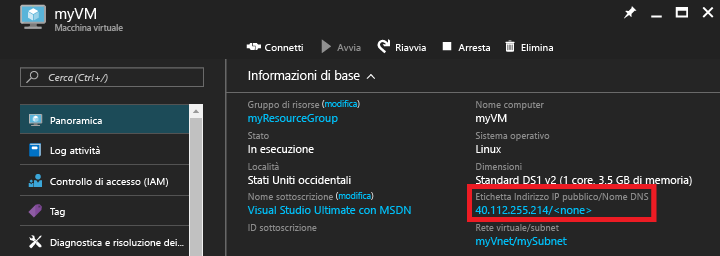 myVM
Macchina virtuale
Connetti
Avvia
Riavvia
Arresta
Elimina
Cerca (Ctrl+/)
Panoramica
Log attività
Controllo di accesso (IAM)
Tag
Diagnostica e risoluzione dei...
Informazioni di base
Gruppo di risorse (modifica)
myResourceGroup
Stato
In esecuzione
Località
Stati Uniti occidentali
Nome sottoscrizione (modifica)
Visual Studio Ultimate con MSDN
ID sottoscrizione
Nome computer
myVM
Sistema operativo
Linux
Dimensioni
Standard DS1 v2 (1 core, 3.5 GB di memoria)
Etichetta Indirizzo IP pubblico/Nome DNS
40.112.255.214/<none>
Rete virtuale/subnet
myVnet/mySubnet